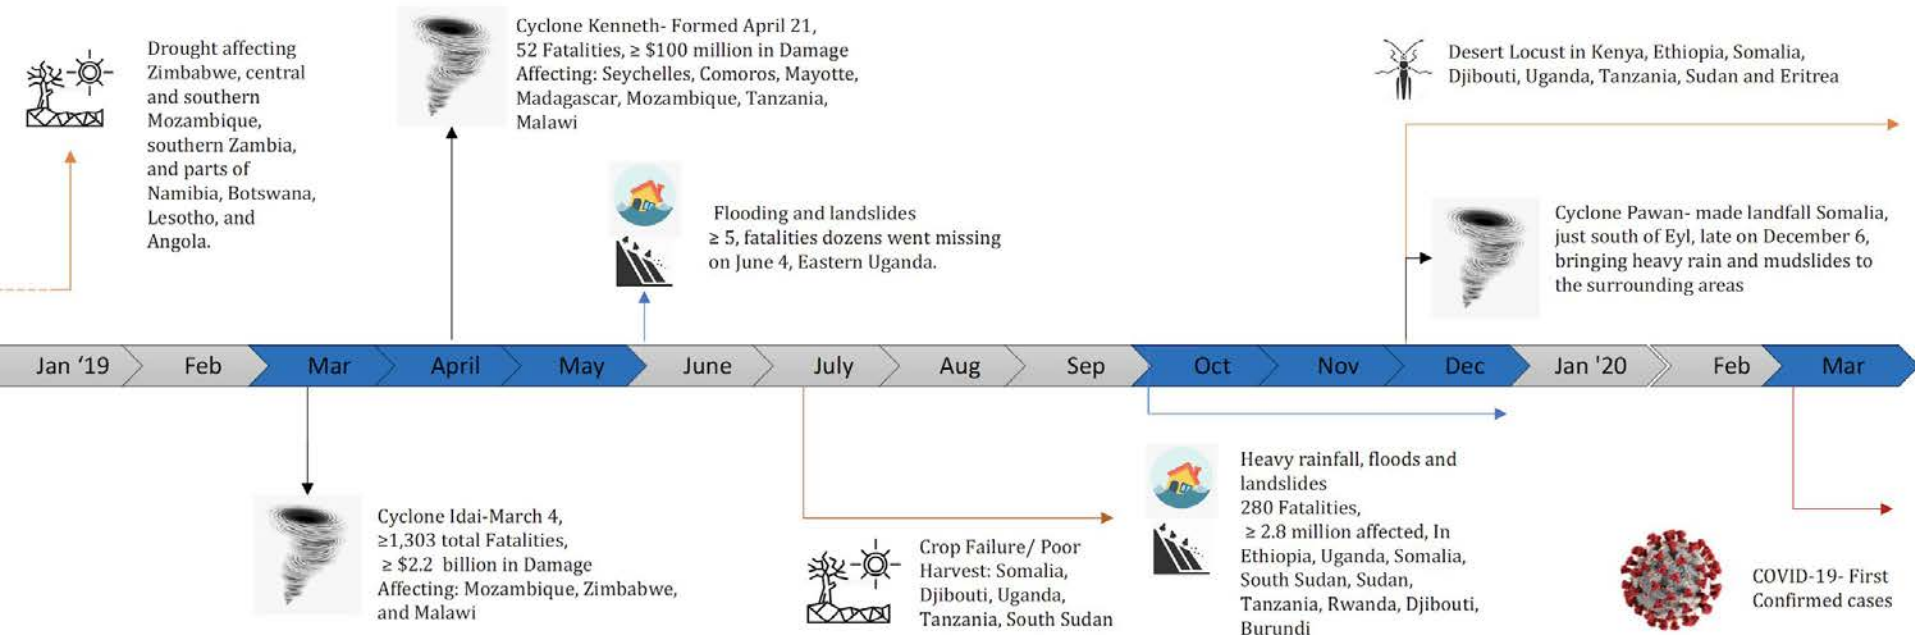 Drought affecting
Zimbabwe, central
and southern
Mozambique,
southern Zambia,
and parts of
Namibia, Botswana,
Lesotho, and
Angola.
Cyclone Kenneth- Formed April 21,
52 Fatalities, ≥ $100 million in Damage
Affecting: Seychelles, Comoros, Mayotte,
Madagascar, Mozambique, Tanzania,
Malawi
Flooding and landslides
≥ 5, fatalities dozens went missing
on June 4, Eastern Uganda.
Desert Locust in Kenya, Ethiopia, Somalia,
Djibouti, Uganda, Tanzania, Sudan and Eritrea
Cyclone Pawan- made landfall Somalia,
just south of Eyl, late on December 6,
bringing heavy rain and mudslides to
the surrounding areas
Jan ‘19 Feb Mar April May June July Aug Sep Oct Nov Dec Jan '20 Feb Mar
Cyclone Idai-March 4,
≥1,303 total Fatalities,
≥ $2.2 billion in Damage
Affecting: Mozambique, Zimbabwe,
and Malawi
Crop Failure/ Poor
Harvest: Somalia,
Djibouti, Uganda,
Tanzania, South Sudan
Heavy rainfall, floods and
landslides
280 Fatalities,
≥ 2.8 million affected, In
Ethiopia, Uganda, Somalia,
South Sudan, Sudan,
Tanzania, Rwanda, Djibouti,
Burundi
COVID-19- First
Confirmed cases